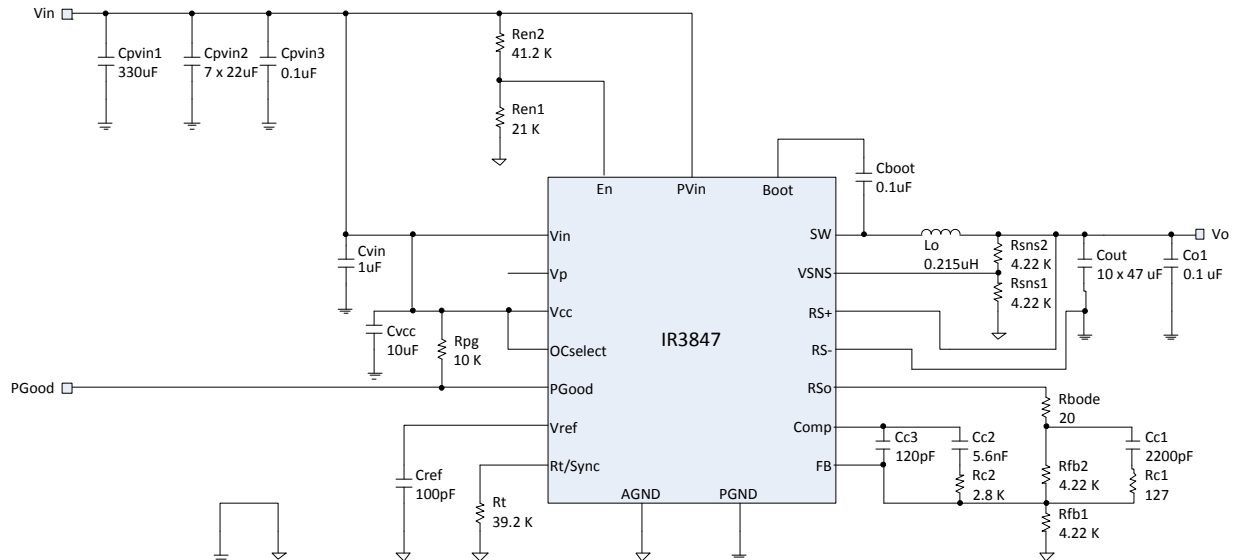 Vin
Cpvin1
330uF
Cpvin2
7 x 22uF
Cpvin3
0.1uF
Ren2
41.2 K
Ren1
21 K
Cboot
0.1uF
En
PVin
Boot
Vin
Vp
Vcc
OCselect
PGood
Vref
Rt/Sync
AGND
PGND
IR3847
SW
VSNS
RS+
RS-
RSo
Comp
FB
Cvin
1uF
Cvcc
10uF
Rpg
10 K
PGood
Cref
100pF
Rt
39.2 K
Lo
0.215uH
Rsns2
4.22 K
Rsns1
4.22 K
Cout
10 x 47 uF
Co1
0.1 uF
Vo
Rbode
20
Cc3
120pF
Cc2
5.6nF
Rc2
2.8 K
Rfb2
4.22 K
Cc1
2200pF
Rc1
127
Rfb1
4.22 K